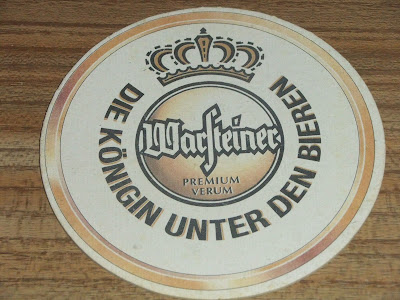 Warsteiner
PREMIUM
VERUM
DIE KÖNIGIN UNTER DEN BIEREN